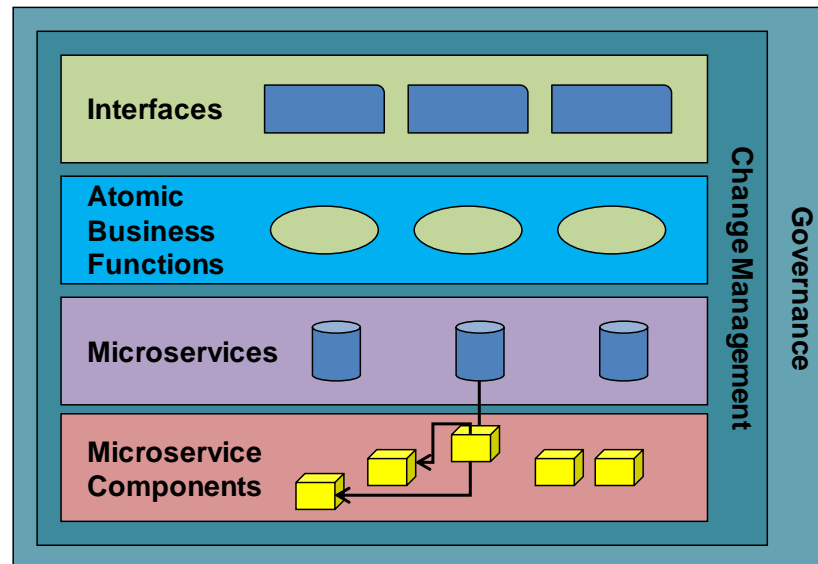 Interfaces
Atomic
Business
Functions
Microservices
Microservice
Components
Change Management
Governance